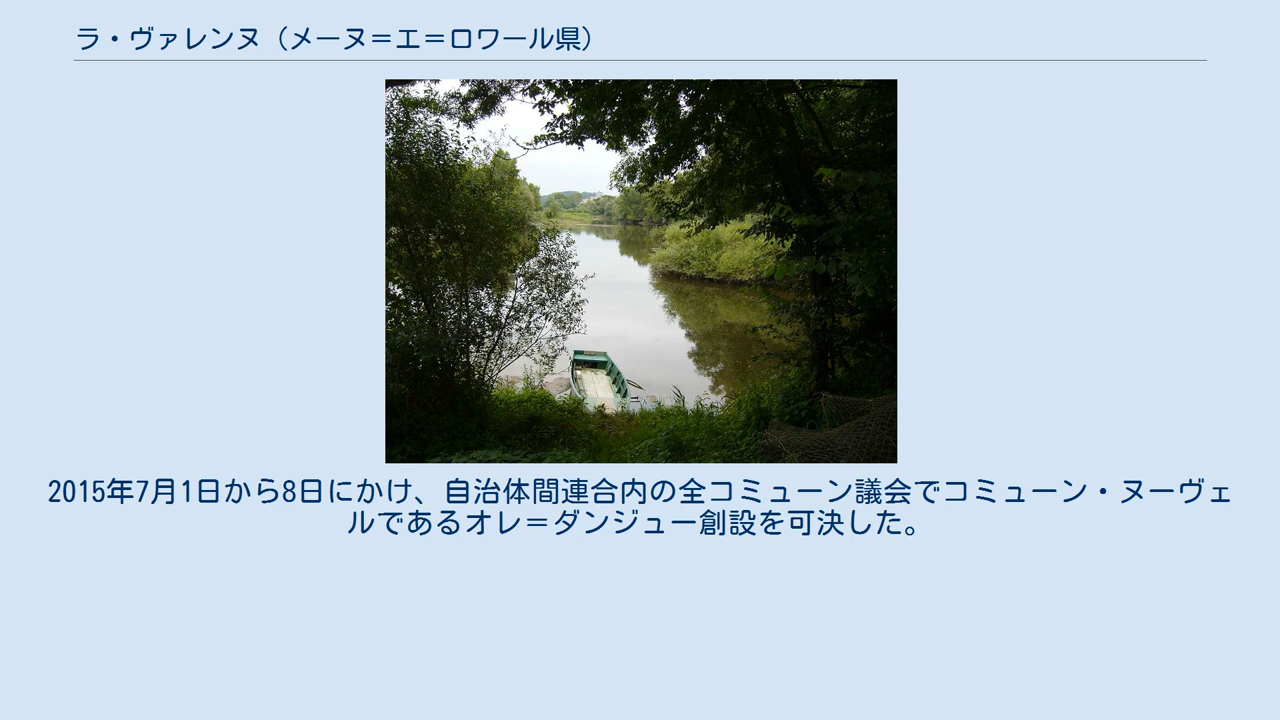 ラ・ヴァレンヌ（メーヌ＝エ＝ロワール県）
2015年7月1日から8日にかけ、自治体間連合内の全コミューン議会でコミューン・ヌーヴェ
ルであるオレ＝ダンジュー創設を可決した。